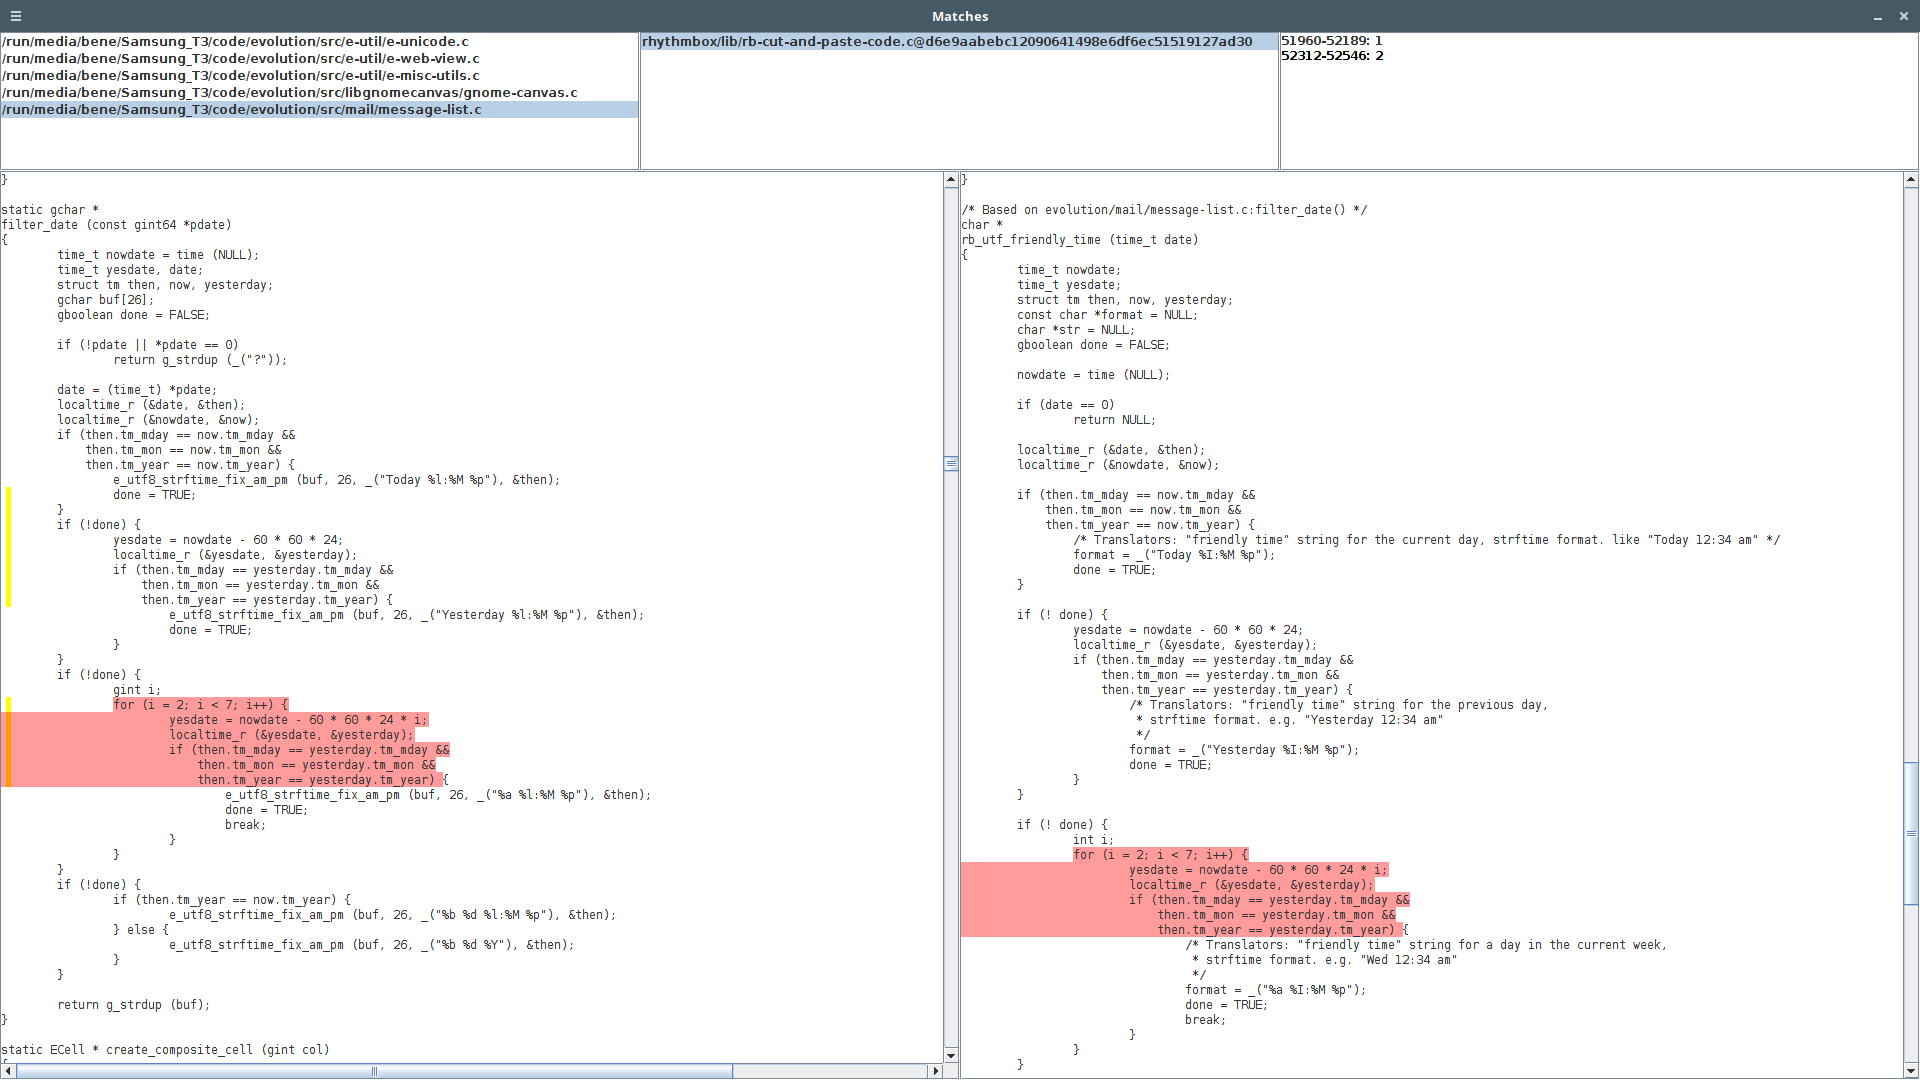 Matches
/run/media/bene/Samsung_T3/code/evolution/src/e-util/e-unicode.c
/run/media/bene/Samsung_T3/code/evolution/src/e-util/e-web-view.c
/run/media/bene/Samsung_T3/code/evolution/src/e-util/e-misc-utils.c
/run/media/bene/Samsung_T3/code/evolution/src/libgnomecanvas/gnome-canvas.c
/run/media/bene/Samsung_T3/code/evolution/src/mail/message-list.c
rhythmbox/lib/rb-cut-and-paste-code.c@d6e9aabebc12090641498e6df6ec51519127ad30
51960-52189: 1
52312-52546: 2
}
static gchar *
filter_date (const gint64 *pdate)
{
time_t nowdate = time (NULL);
time_t yesdate, date;
struct tm then, now, yesterday;
gchar buf[26];
gboolean done = FALSE;
if (!pdate || *pdate == 0)
return g_strdup (_("?"));
date = (time_t) *pdate;
localtime_r (&date, &then);
localtime_r (&nowdate, &now);
if (then.tm_mday == now.tm_mday &&
then.tm_mon == now.tm_mon &&
then.tm_year == now.tm_year) {
e_utf8_strftime_fix_am_pm (buf, 26, _("Today %l:%M %p"), &then);
done = TRUE;
}
if (!done) {
yesdate = nowdate - 60 * 60 * 24;
localtime_r (&yesdate, &yesterday);
if (then.tm_mday == yesterday.tm_mday &&
then.tm_mon == yesterday.tm_mon &&
then.tm_year == yesterday.tm_year) {
e_utf8_strftime_fix_am_pm (buf, 26, _("Yesterday %l:%M %p"), &then);
done = TRUE;
}
}
if (!done) {
gint i;
for (i = 2; i < 7; i++) {
yesdate = nowdate - 60 * 60 * 24 * i;
localtime_r (&yesdate, &yesterday);
if (then.tm_mday == yesterday.tm_mday &&
then.tm_mon == yesterday.tm_mon &&
then.tm_year == yesterday.tm_year) {
e_utf8_strftime_fix_am_pm (buf, 26, _("%a %l:%M %p"), &then);
done = TRUE;
break;
}
}
}
if (!done) {
if (then.tm_year == now.tm_year) {
e_utf8_strftime_fix_am_pm (buf, 26, _("%b %d %l:%M %p"), &then);
} else {
e_utf8_strftime_fix_am_pm (buf, 26, _("%b %d %Y"), &then);
}
}
return g_strdup (buf);
}
static ECell * create_composite_cell (gint col)
}
/* Based on evolution/mail/message-list.c:filter_date() */
char *
rb_utf_friendly_time (time_t date)
{
time_t nowdate;
time_t yesdate;
struct tm then, now, yesterday;
const char *format = NULL;
char *str = NULL;
gboolean done = FALSE;
nowdate = time (NULL);
if (date == 0)
return NULL;
localtime_r (&date, &then);
localtime_r (&nowdate, &now);
if (then.tm_mday == now.tm_mday &&
then.tm_mon == now.tm_mon &&
then.tm_year == now.tm_year) {
/* Translators: "friendly time" string for the current day, strftime format. like "Today 12:34 am" */
format = _("Today %I:%M %p");
done = TRUE;
}
if (! done) {
yesdate = nowdate - 60 * 60 * 24;
localtime_r (&yesdate, &yesterday);
if (then.tm_mday == yesterday.tm_mday &&
then.tm_mon == yesterday.tm_mon &&
then.tm_year == yesterday.tm_year) {
/* Translators: "friendly time" string for the previous day,
* strftime format. e.g. "Yesterday 12:34 am"
*/
format = _("Yesterday %I:%M %p");
done = TRUE;
}
}
if (! done) {
int i;
for (i = 2; i < 7; i++) {
yesdate = nowdate - 60 * 60 * 24 * i;
localtime_r (&yesdate, &yesterday);
if (then.tm_mday == yesterday.tm_mday &&
then.tm_mon == yesterday.tm_mon &&
then.tm_year == yesterday.tm_year) {
/* Translators: "friendly time" string for a day in the current week,
* strftime format. e.g. "Wed 12:34 am"
*/
format = _("%a %I:%M %p");
done = TRUE;
break;
}
}
}